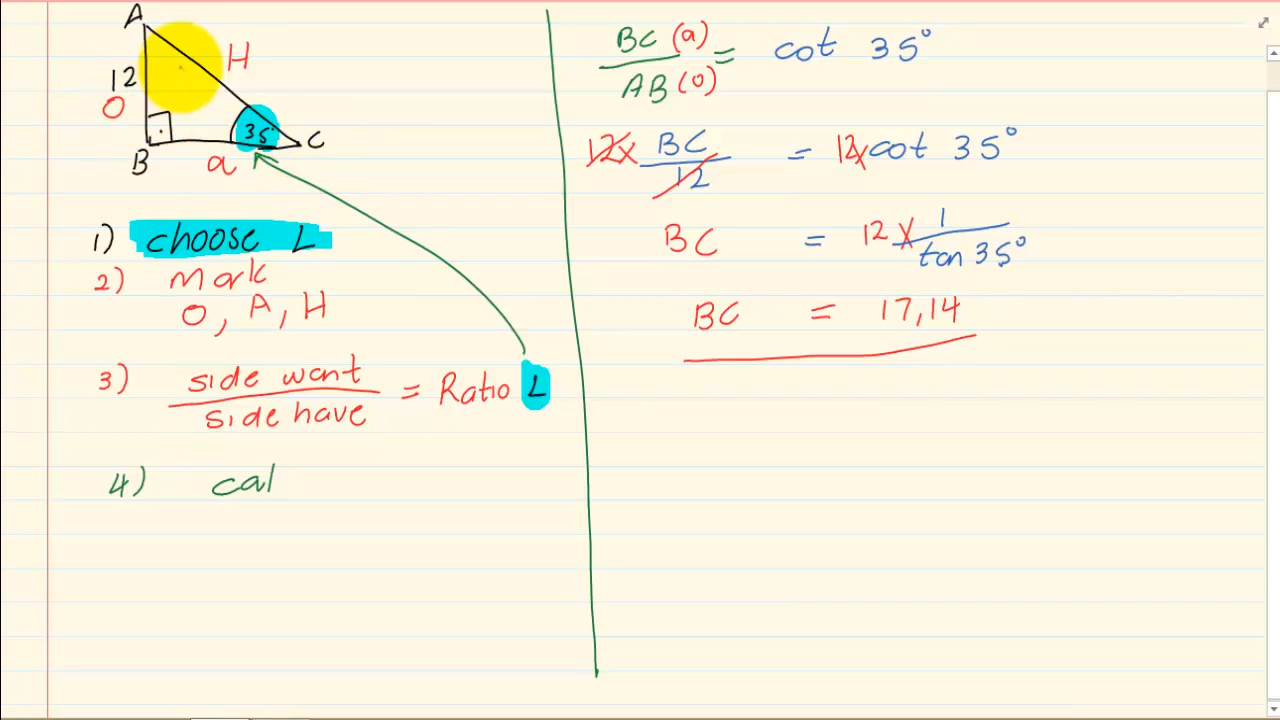 A
H
12
O
35°
B
a
C
1) choose L
2) mark
O, A, H
3) side want
side have
= Ratio L
4) cal
BC (a)
AB (O)
= cot 35°
12 x BC / 12 = 12 x cot 35°
BC = 12 x 1 / tan 35°
BC = 17,14